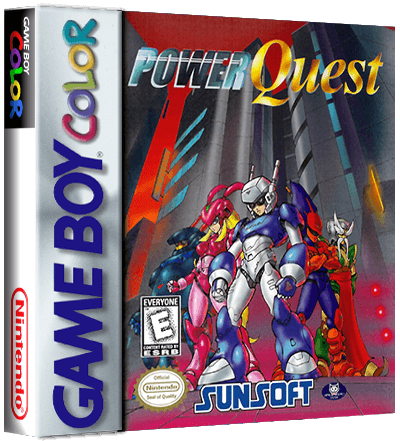 GAME BOY
COLOR
Nintendo®
GAME BOY COLOR
POWER Quest
EVERYONE
E
CONTENT RATED BY
ESRB
Official
Nintendo
Seal of Quality
SUNSOFT